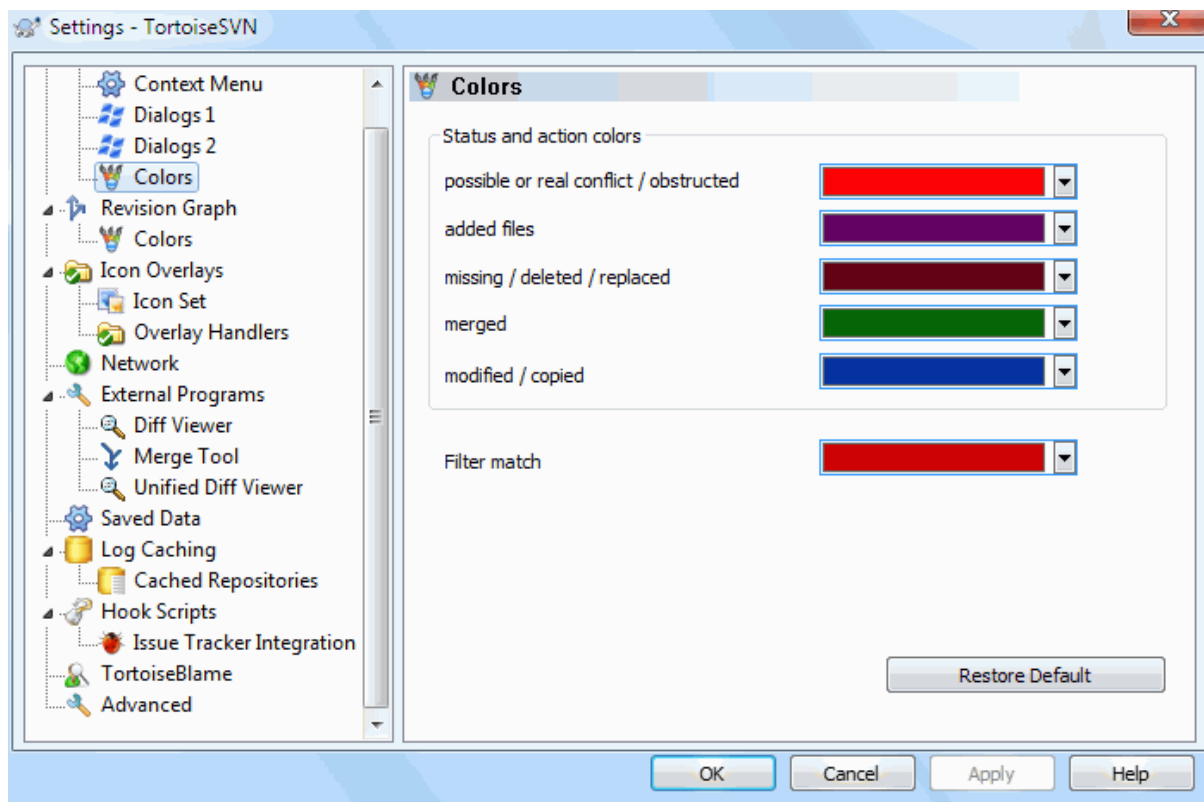 Settings - TortoiseSVN
Context Menu
Dialogs 1
Dialogs 2
Colors
Revision Graph
Colors
Icon Overlays
Icon Set
Overlay Handlers
Network
External Programs
Diff Viewer
Merge Tool
Unified Diff Viewer
Saved Data
Log Caching
Cached Repositories
Hook Scripts
Issue Tracker Integration
TortoiseBlame
Advanced
Colors
Status and action colors
possible or real conflict / obstructed
added files
missing / deleted / replaced
merged
modified / copied
Filter match
Restore Default
OK
Cancel
Apply
Help